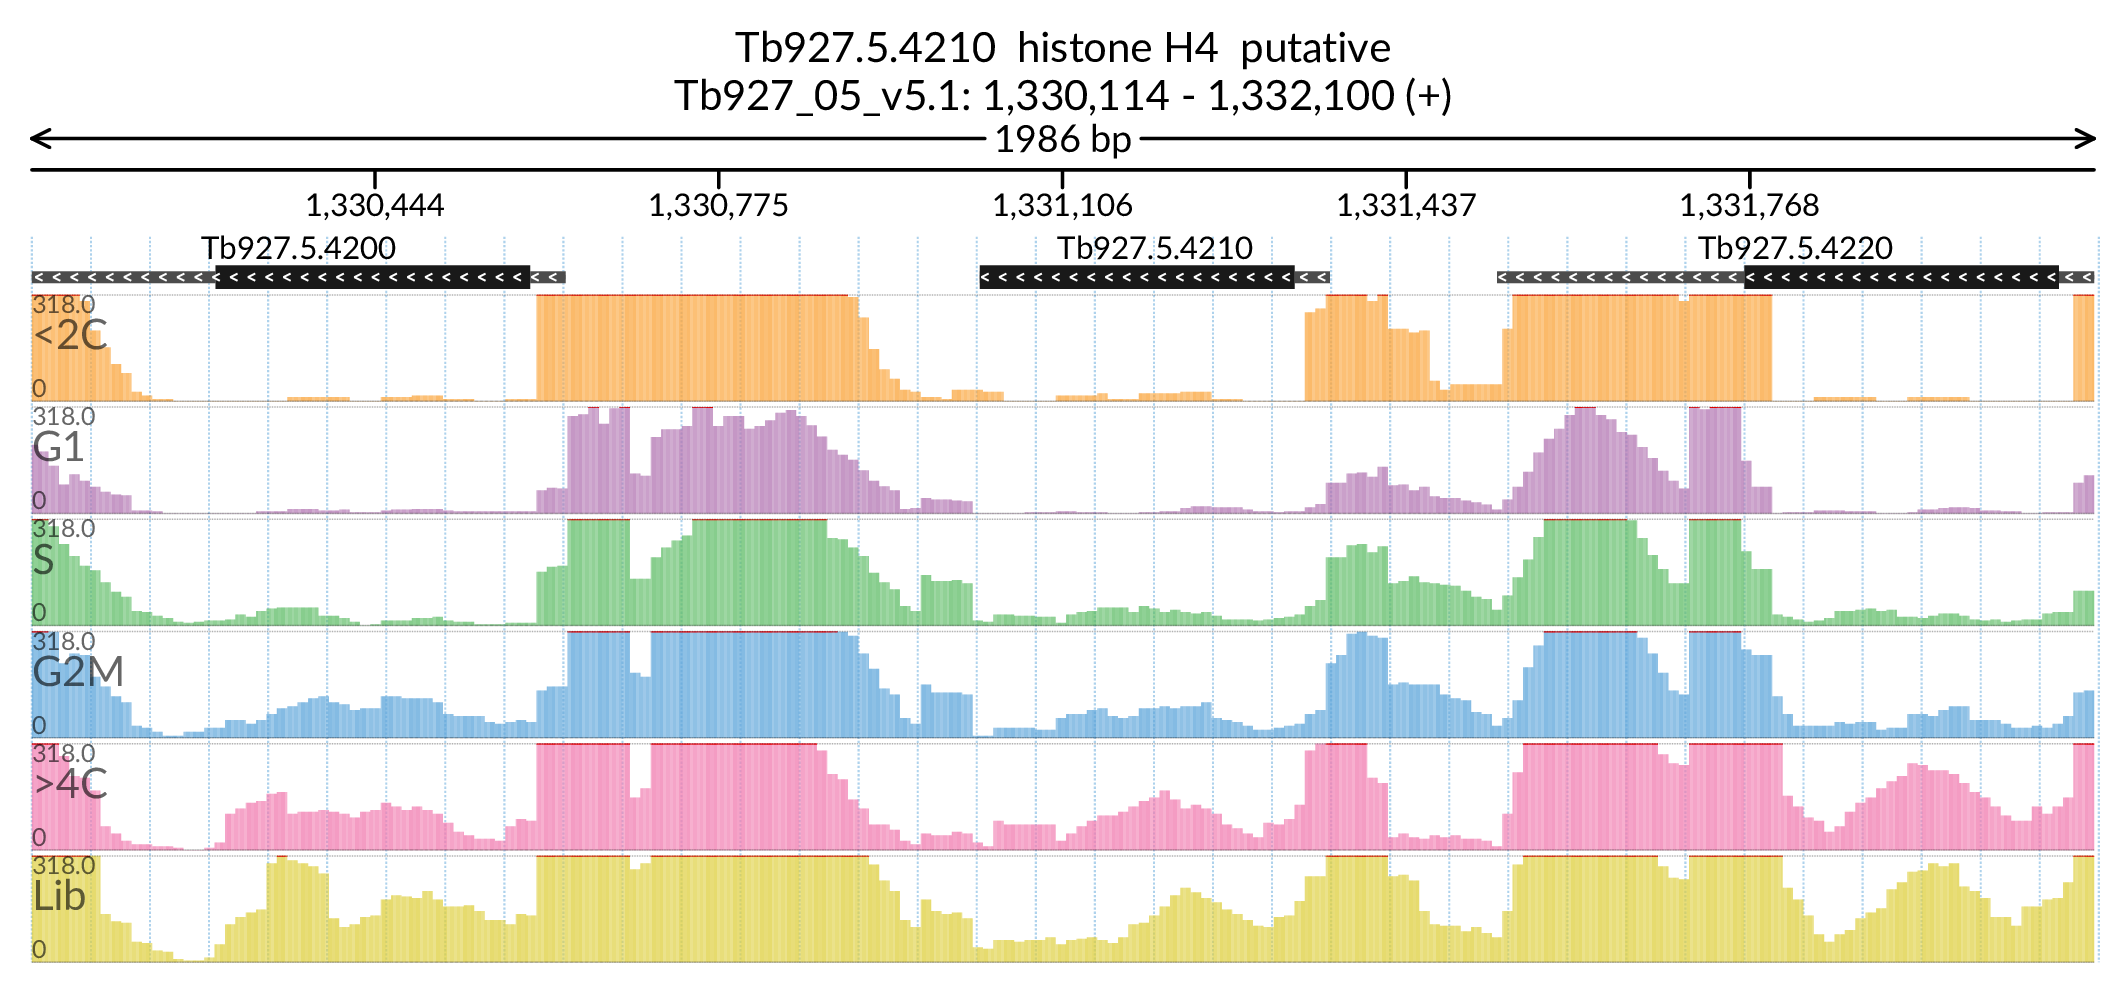 Tb927.5.4210 histone H4 putative
Tb927_05_v5.1: 1,330,114 - 1,332,100 (+)
1986 bp
1,330,444 1,330,775 1,331,106 1,331,437 1,331,768
Tb927.5.4200 Tb927.5.4210 Tb927.5.4220
318.0
<2C
0
318.0
G1
0
318.0
S
0
318.0
G2M
0
318.0
>4C
0
318.0
Lib
0